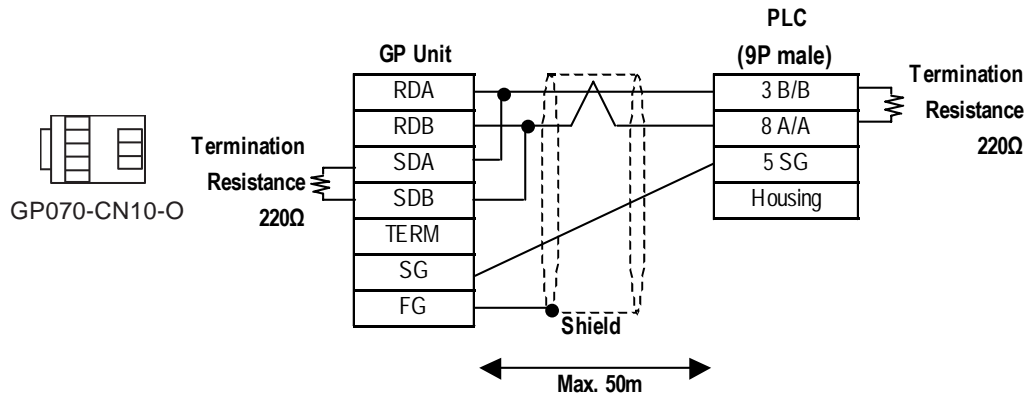 PLC
(9P male)
GP Unit
RDA
RDB
SDA
SDB
TERM
SG
FG
3 B/B
8 A/A
5 SG
Housing
Termination
Resistance
220Ω
Termination
Resistance
220Ω
GP070-CN10-O
Shield
Max. 50m